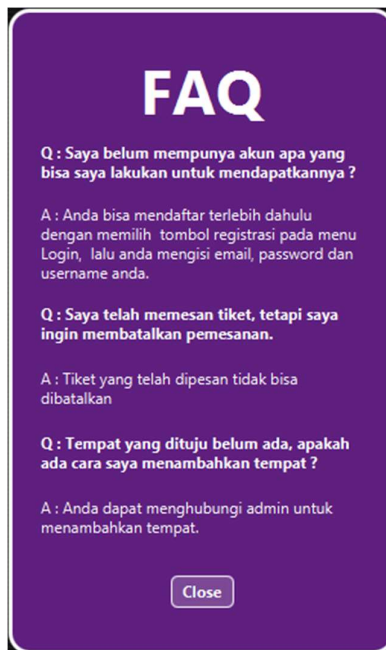 FAQ
Q : Saya belum mempunya akun apa yang
bisa saya lakukan untuk mendapatkannya ?
A : Anda bisa mendaftar terlebih dahulu
dengan memilih  tombol registrasi pada menu
Login,  lalu anda mengisi email, password dan
username anda.
Q : Saya telah memesan tiket, tetapi saya
ingin membatalkan pemesanan.
A : Tiket yang telah dipesan tidak bisa
dibatalkan
Q : Tempat yang dituju belum ada, apakah
ada cara saya menambahkan tempat ?
A : Anda dapat menghubungi admin untuk
menambahkan tempat.
Close